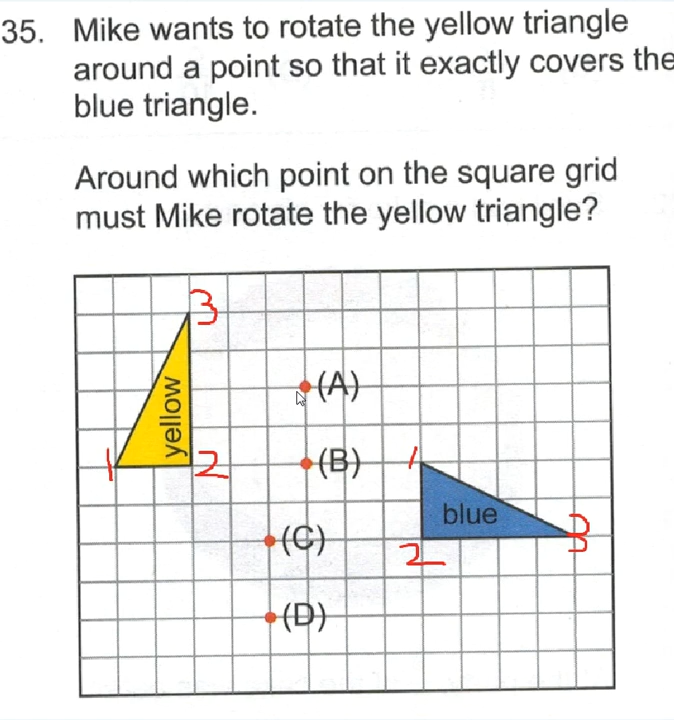 35. Mike wants to rotate the yellow triangle
around a point so that it exactly covers the
blue triangle.
Around which point on the square grid
must Mike rotate the yellow triangle?
3
(A)
yellow
1 2
(B)
1
blue
(C)
2 3
(D)